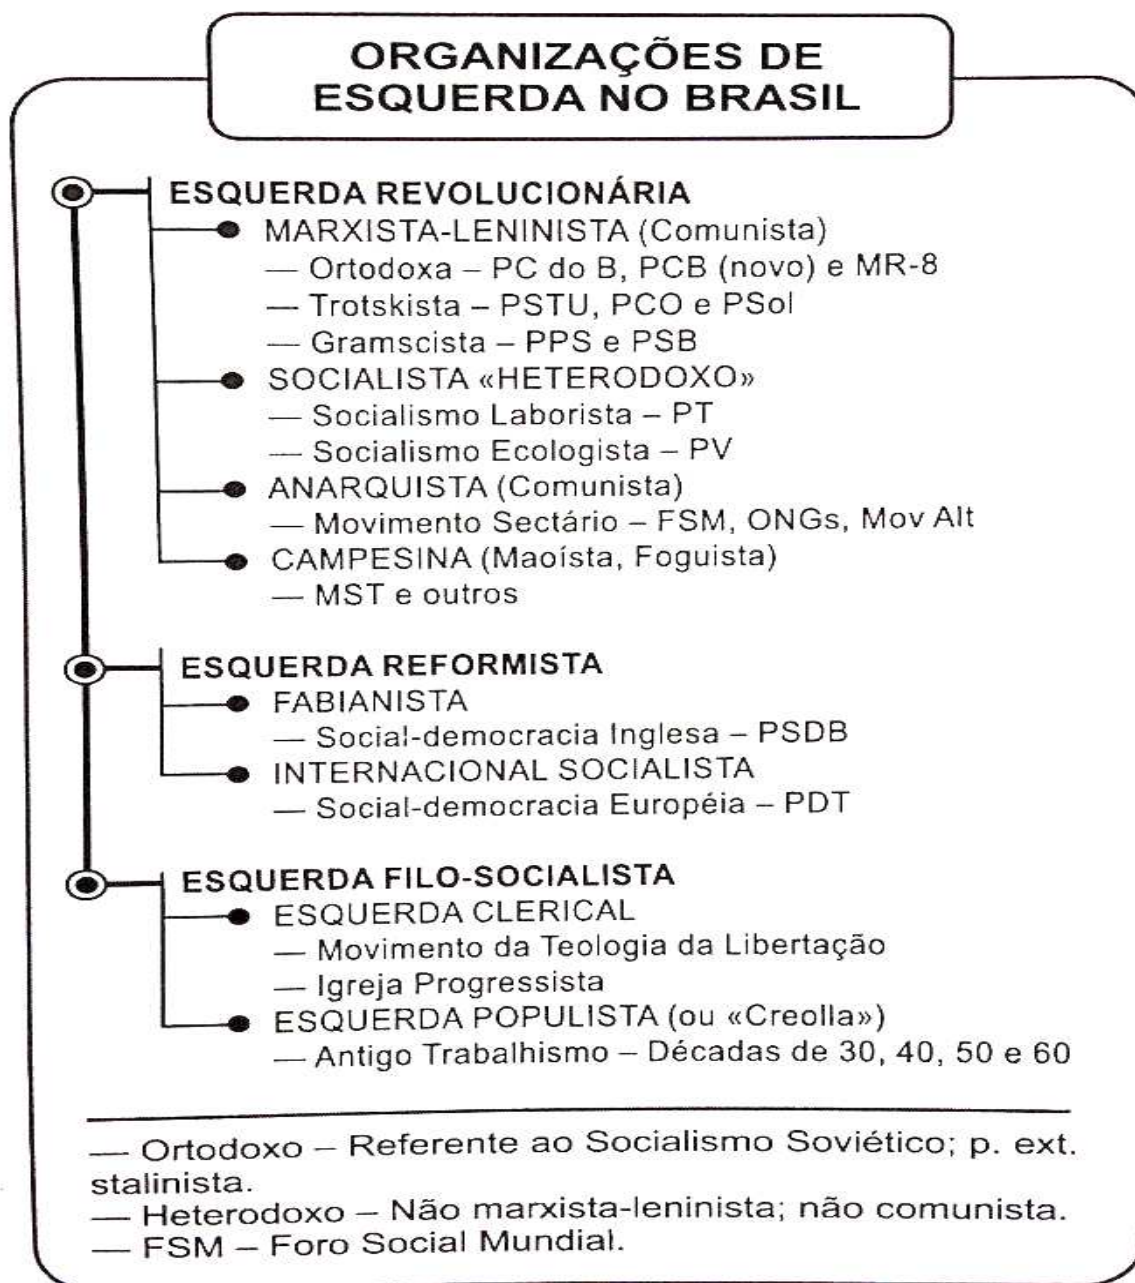 ORGANIZAÇÕES DE
ESQUERDA NO BRASIL
ESQUERDA REVOLUCIONÁRIA
MARXISTA-LENINISTA (Comunista)
— Ortodoxa – PC do B, PCB (novo) e MR-8
— Trotskista – PSTU, PCO e PSol
— Gramscista – PPS e PSB
SOCIALISTA «HETERODOXO»
— Socialismo Laborista – PT
— Socialismo Ecologista – PV
ANARQUISTA (Comunista)
— Movimento Sectário – FSM, ONGs, Mov Alt
CAMPESINA (Maoísta, Foguista)
— MST e outros
ESQUERDA REFORMISTA
FABIANISTA
— Social-democracia Inglesa – PSDB
INTERNACIONAL SOCIALISTA
— Social-democracia Européia – PDT
ESQUERDA FILO-SOCIALISTA
ESQUERDA CLERICAL
— Movimento da Teologia da Libertação
— Igreja Progressista
ESQUERDA POPULISTA (ou «Creolla»)
— Antigo Trabalhismo – Décadas de 30, 40, 50 e 60
— Ortodoxo – Referente ao Socialismo Soviético; p. ext.
stalinista.
— Heterodoxo – Não marxista-leninista; não comunista.
— FSM – Foro Social Mundial.